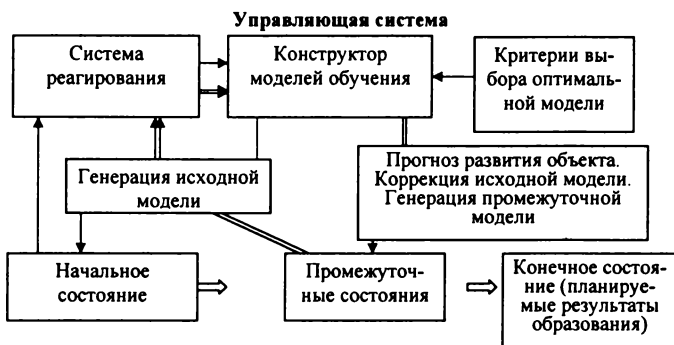 Управляющая система
Система
реагирования
Конструктор
моделей обучения
Критерии вы-
бора оптималь-
ной модели
Генерация исходной
модели
Прогноз развития объекта.
Коррекция исходной модели.
Генерация промежуточной
модели
Начальное
состояние
Промежуточ-
ные состояния
Конечное состоя-
ние (планируе-
мые результаты
образования)